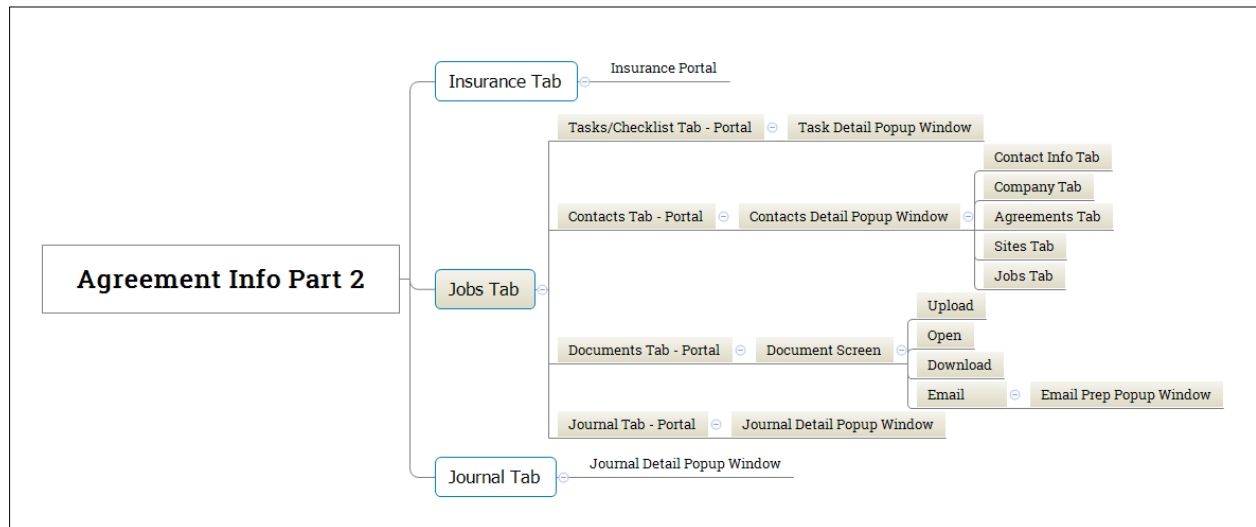 Agreement Info Part 2
Insurance Tab
Insurance Portal
Jobs Tab
Tasks/Checklist Tab - Portal
Task Detail Popup Window
Contacts Tab - Portal
Contacts Detail Popup Window
Contact Info Tab
Company Tab
Agreements Tab
Sites Tab
Jobs Tab
Documents Tab - Portal
Document Screen
Upload
Open
Download
Email
Email Prep Popup Window
Journal Tab - Portal
Journal Detail Popup Window
Journal Tab
Journal Detail Popup Window